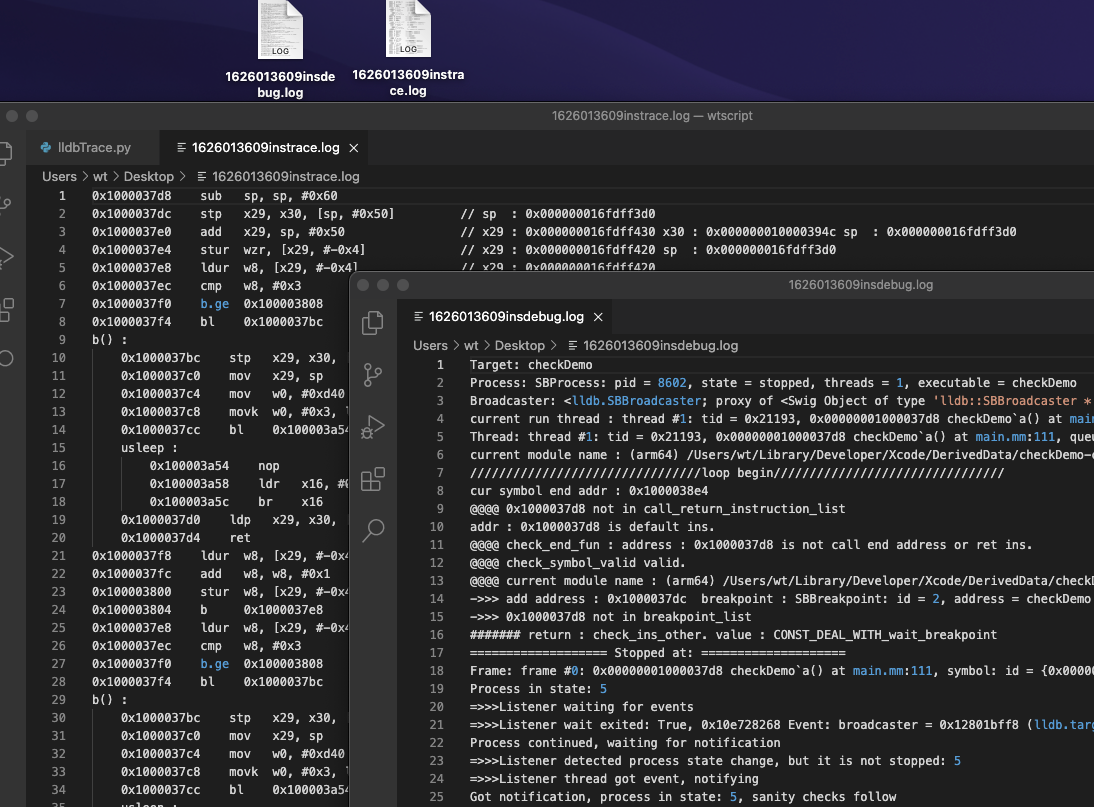 LOG
LOG
1626013609insde
bug.log
1626013609instra
ce.log
1626013609instrace.log — wtscript
lldbTrace.py
1626013609instrace.log
Users > wt > Desktop > 1626013609instrace.log
1 0x1000037d8 sub sp, sp, #0x60
2 0x1000037dc stp x29, x30, [sp, #0x50] // sp : 0x000000016fdff3d0
3 0x1000037e0 add x29, sp, #0x50 // x29 : 0x000000016fdff430 x30 : 0x000000010000394c sp : 0x000000016fdff3d0
4 0x1000037e4 stur wzr, [x29, #-0x4] // x29 : 0x000000016fdff420 sp : 0x000000016fdff3d0
5 0x1000037e8 ldur w8, [x29, #-0x4] // x29 : 0x000000016fdff420
6 0x1000037ec cmp w8, #0x3
7 0x1000037f0 b.ge 0x100003808
8 0x1000037f4 bl 0x1000037bc
9 b() :
10 0x1000037bc stp x29, x30,
11 0x1000037c0 mov x29, sp
12 0x1000037c4 mov w0, #0xd40
13 0x1000037c8 movk w0, #0x3, l
14 0x1000037cc bl 0x100003a54
15 usleep :
16 0x100003a54 nop
17 0x100003a58 ldr x16, #0
18 0x100003a5c br x16
19 0x1000037d0 ldp x29, x30,
20 0x1000037d4 ret
21 0x1000037f8 ldur w8, [x29, #-0x4
22 0x1000037fc add w8, w8, #0x1
23 0x100003800 stur w8, [x29, #-0x4
24 0x100003804 b 0x1000037e8
25 0x1000037e8 ldur w8, [x29, #-0x4
26 0x1000037ec cmp w8, #0x3
27 0x1000037f0 b.ge 0x100003808
28 0x1000037f4 bl 0x1000037bc
29 b() :
30 0x1000037bc stp x29, x30,
31 0x1000037c0 mov x29, sp
32 0x1000037c4 mov w0, #0xd40
33 0x1000037c8 movk w0, #0x3, l
34 0x1000037cc bl 0x100003a54
35 usleep :
1626013609insdebug.log
1626013609insdebug.log
Users > wt > Desktop > 1626013609insdebug.log
1 Target: checkDemo
2 Process: SBProcess: pid = 8602, state = stopped, threads = 1, executable = checkDemo
3 Broadcaster: <lldb.SBBroadcaster; proxy of <Swig Object of type 'lldb::SBBroadcaster *
4 current run thread : thread #1: tid = 0x21193, 0x00000001000037d8 checkDemo`a() at main
5 Thread: thread #1: tid = 0x21193, 0x00000001000037d8 checkDemo`a() at main.mm:111, queu
6 current module name : (arm64) /Users/wt/Library/Developer/Xcode/DerivedData/checkDemo-
7 ////////////////////////////////loop begin////////////////////////////////
8 cur symbol end addr : 0x1000038e4
9 @@@@ 0x1000037d8 not in call_return_instruction_list
10 addr : 0x1000037d8 is default ins.
11 @@@@ check_end_fun : address : 0x1000037d8 is not call end address or ret ins.
12 @@@@ check_symbol_valid valid.
13 @@@@ current module name : (arm64) /Users/wt/Library/Developer/Xcode/DerivedData/checkD
14 ->>> add address : 0x1000037dc breakpoint : SBBreakpoint: id = 2, address = checkDemo
15 ->>> 0x1000037d8 not in breakpoint_list
16 ####### return : check_ins_other. value : CONST_DEAL_WITH_wait_breakpoint
17 =================== Stopped at: ====================
18 Frame: frame #0: 0x00000001000037d8 checkDemo`a() at main.mm:111, symbol: id = {0x0000
19 Process in state: 5
20 =>>>Listener waiting for events
21 =>>>Listener wait exited: True, 0x10e728268 Event: broadcaster = 0x12801bff8 (lldb.targ
22 Process continued, waiting for notification
23 =>>>Listener detected process state change, but it is not stopped: 5
24 =>>>Listener thread got event, notifying
25 Got notification, process in state: 5, sanity checks follow